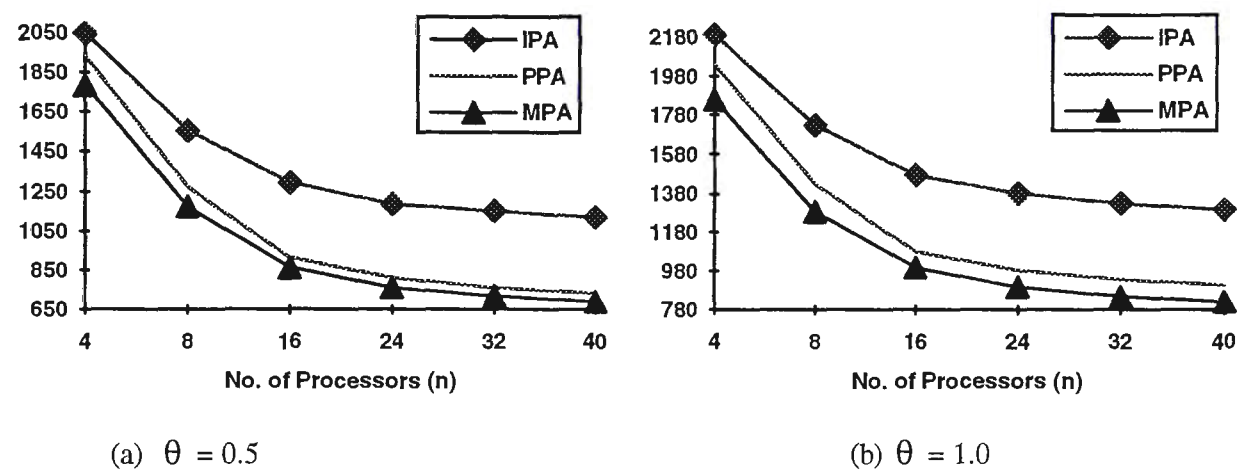 2050
1850
1650
1450
1250
1050
850
650
IPA
PPA
MPA
4 8 16 24 32 40
No. of Processors (n)
(a) θ = 0.5
2180
1980
1780
1580
1380
1180
980
780
IPA
PPA
MPA
4 8 16 24 32 40
No. of Processors (n)
(b) θ = 1.0